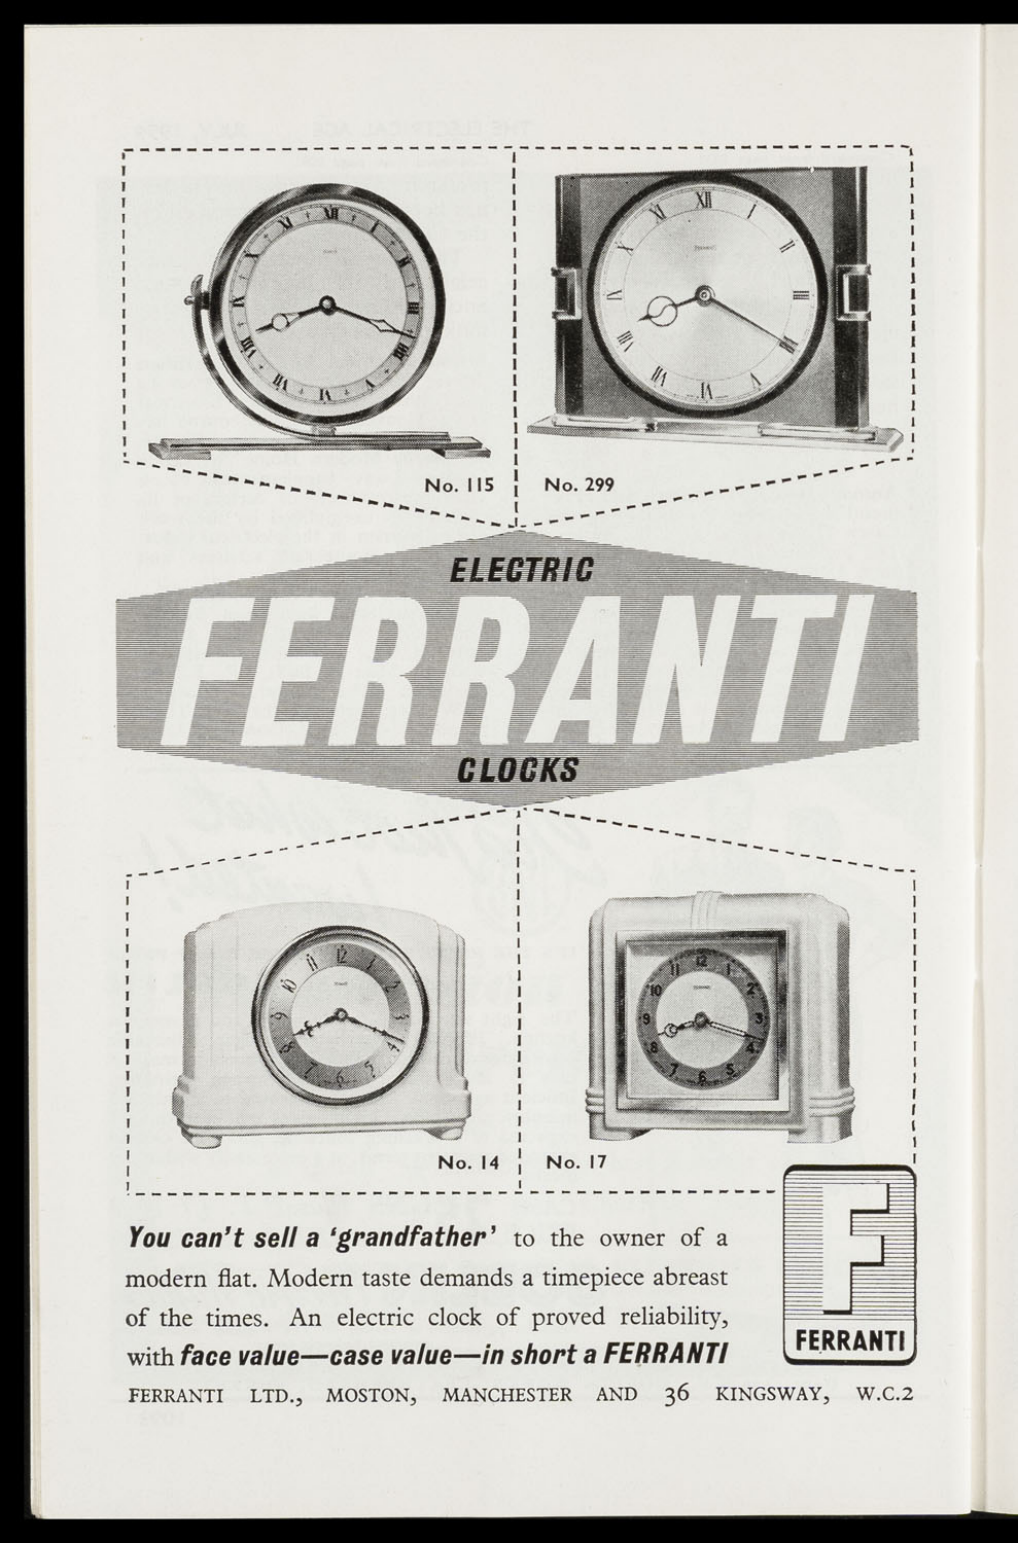 No. 115
No. 299
ELECTRIC
FERRANTI
CLOCKS
No. 14
No. 17
You can't sell a 'grandfather' to the owner of a
modern flat. Modern taste demands a timepiece abreast
of the times. An electric clock of proved reliability,
with face value—case value—in short a FERRANTI
FERRANTI LTD., MOSTON, MANCHESTER AND 36 KINGSWAY, W.C.2
F
FERRANTI